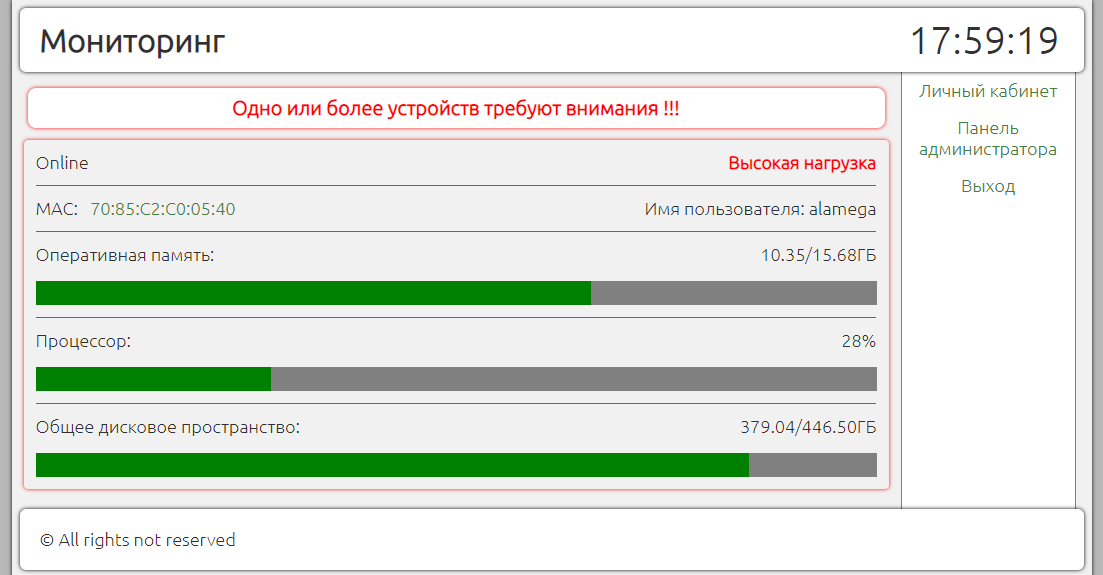 Мониторинг 17:59:19
Одно или более устройств требуют внимания !!!
Личный кабинет
Панель
администратора
Выход
Online Высокая нагрузка
MAC: 70:85:C2:C0:05:40 Имя пользователя: alamega
Оперативная память: 10.35/15.68ГБ
Процессор: 28%
Общее дисковое пространство: 379.04/446.50ГБ
© All rights not reserved